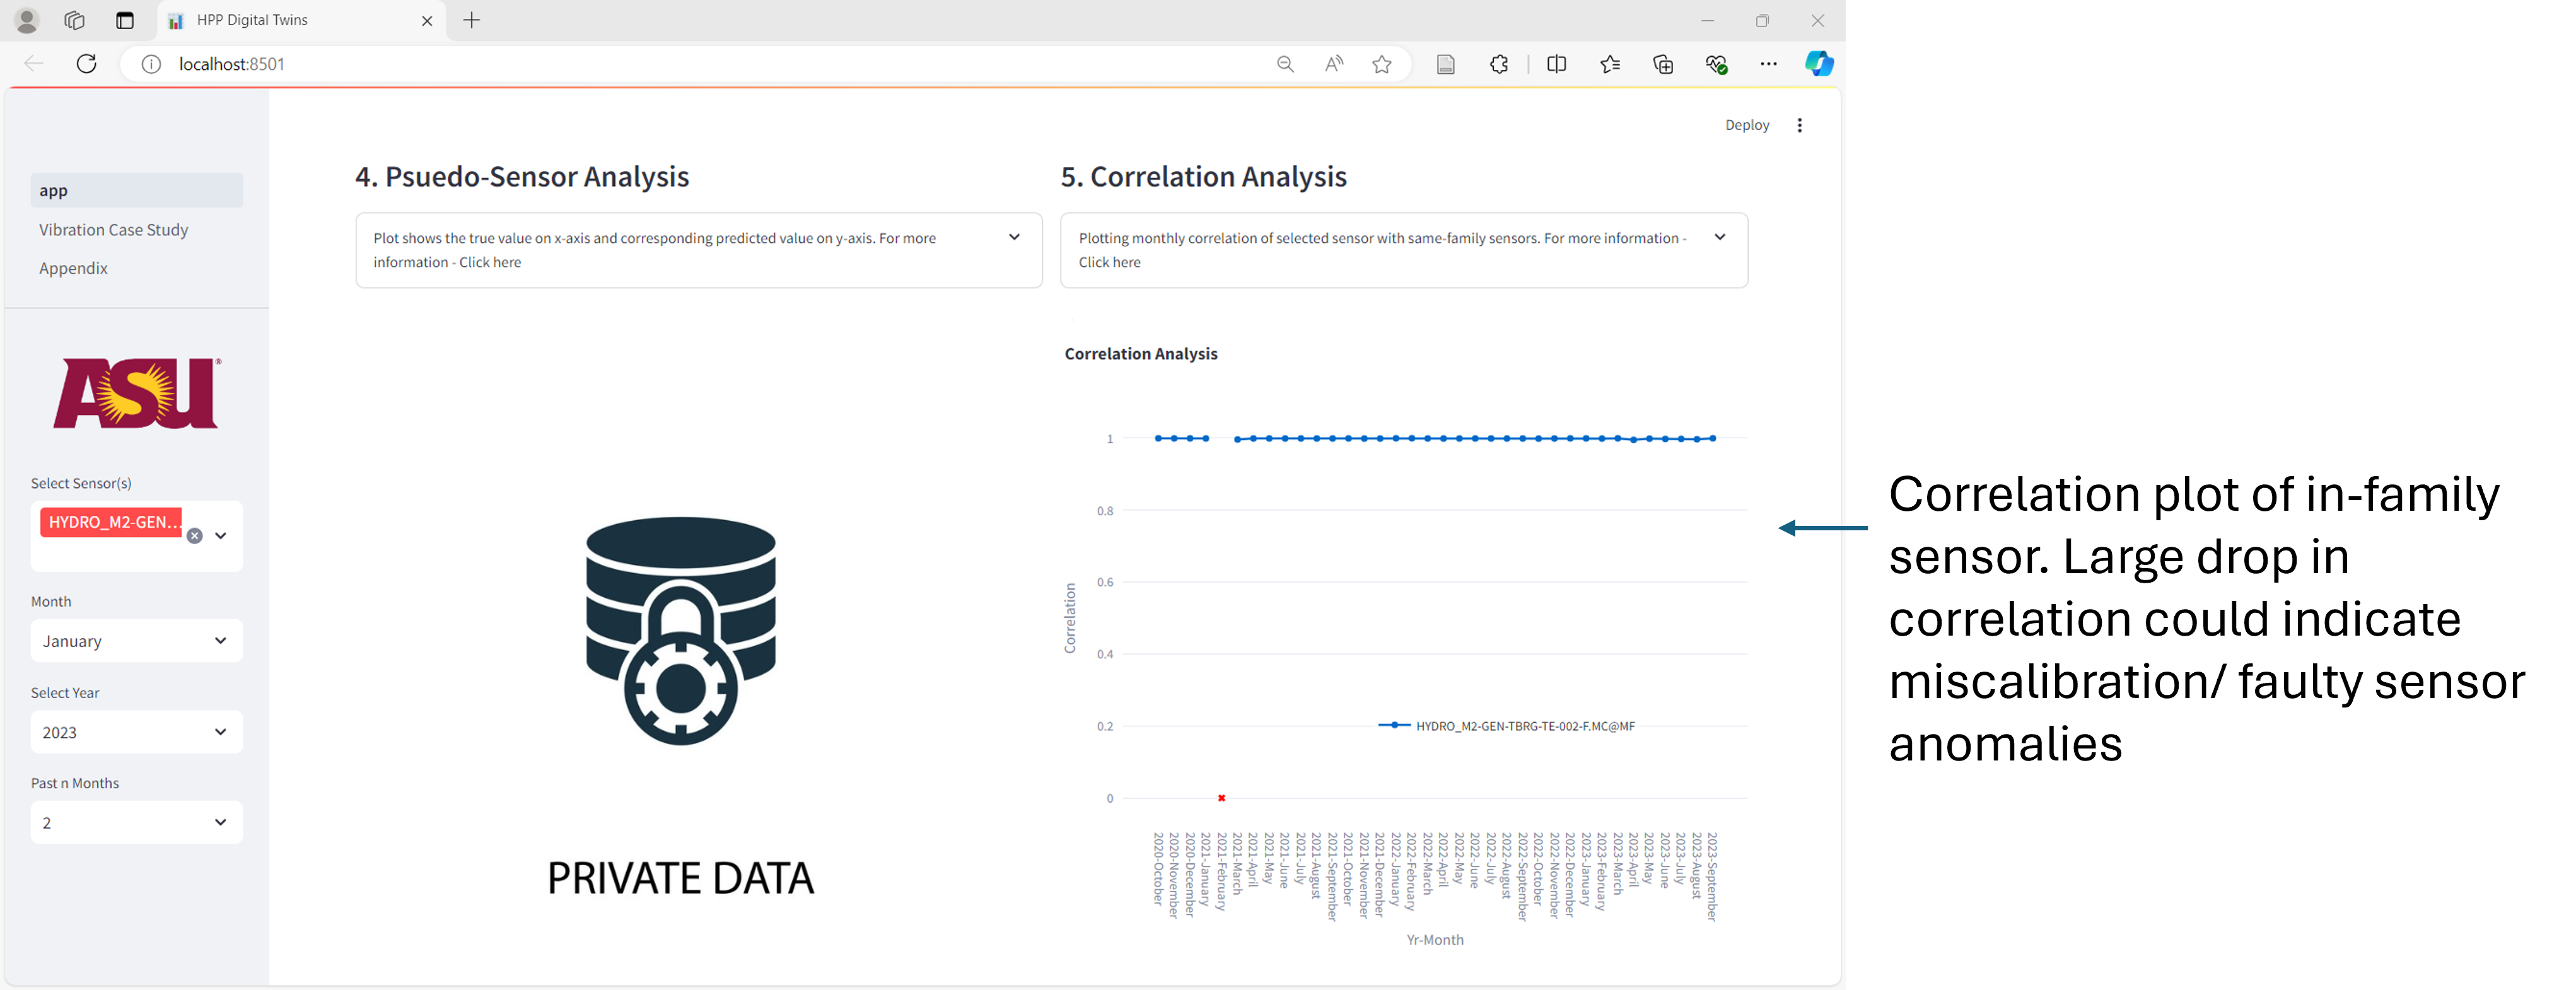 HPP Digital Twins
localhost:8501
Deploy
app
Vibration Case Study
Appendix
ASU
Select Sensor(s)
HYDRO_M2-GEN...
Month
January
Select Year
2023
Past n Months
2
4. Psuedo-Sensor Analysis
Plot shows the true value on x-axis and corresponding predicted value on y-axis. For more
information - Click here
PRIVATE DATA
5. Correlation Analysis
Plotting monthly correlation of selected sensor with same-family sensors. For more information -
Click here
Correlation Analysis
Correlation
1
0.8
0.6
0.4
0.2
0
HYDRO_M2-GEN-TBRG-TE-002-F.MC@MF
2020-October
2020-November
2020-December
2021-January
2021-February
2021-March
2021-April
2021-May
2021-June
2021-July
2021-August
2021-September
2021-October
2021-November
2021-December
2022-January
2022-February
2022-March
2022-April
2022-May
2022-June
2022-July
2022-August
2022-September
2022-October
2022-November
2022-December
2023-January
2023-February
2023-March
2023-April
2023-May
2023-June
2023-July
2023-August
2023-September
Yr-Month
Correlation plot of in-family
sensor. Large drop in
correlation could indicate
miscalibration/ faulty sensor
anomalies